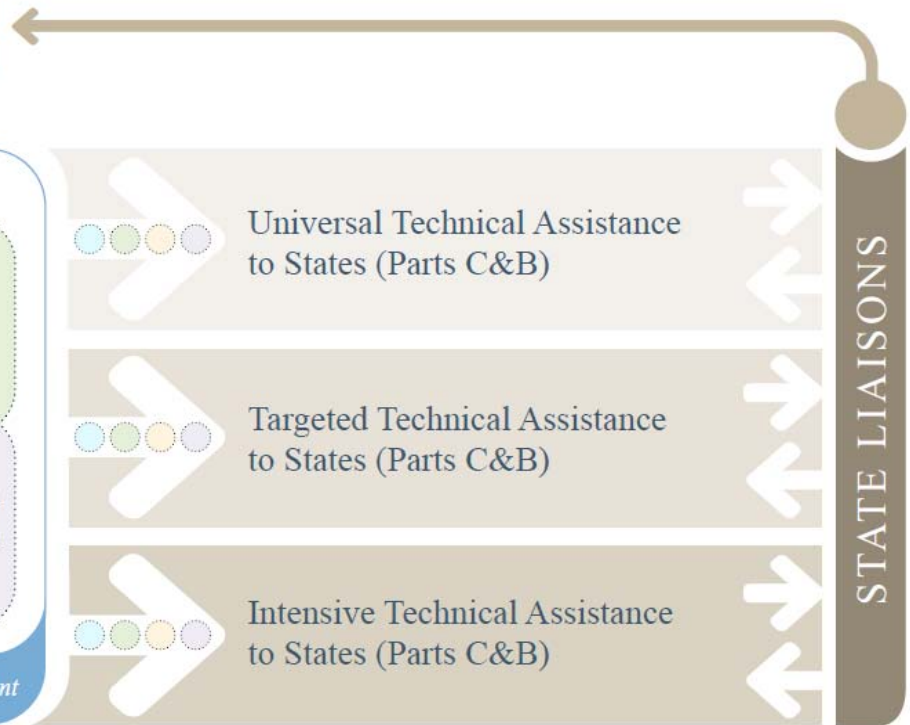 Universal Technical Assistance
to States (Parts C&B)
Targeted Technical Assistance
to States (Parts C&B)
Intensive Technical Assistance
to States (Parts C&B)
STATE LIAISONS